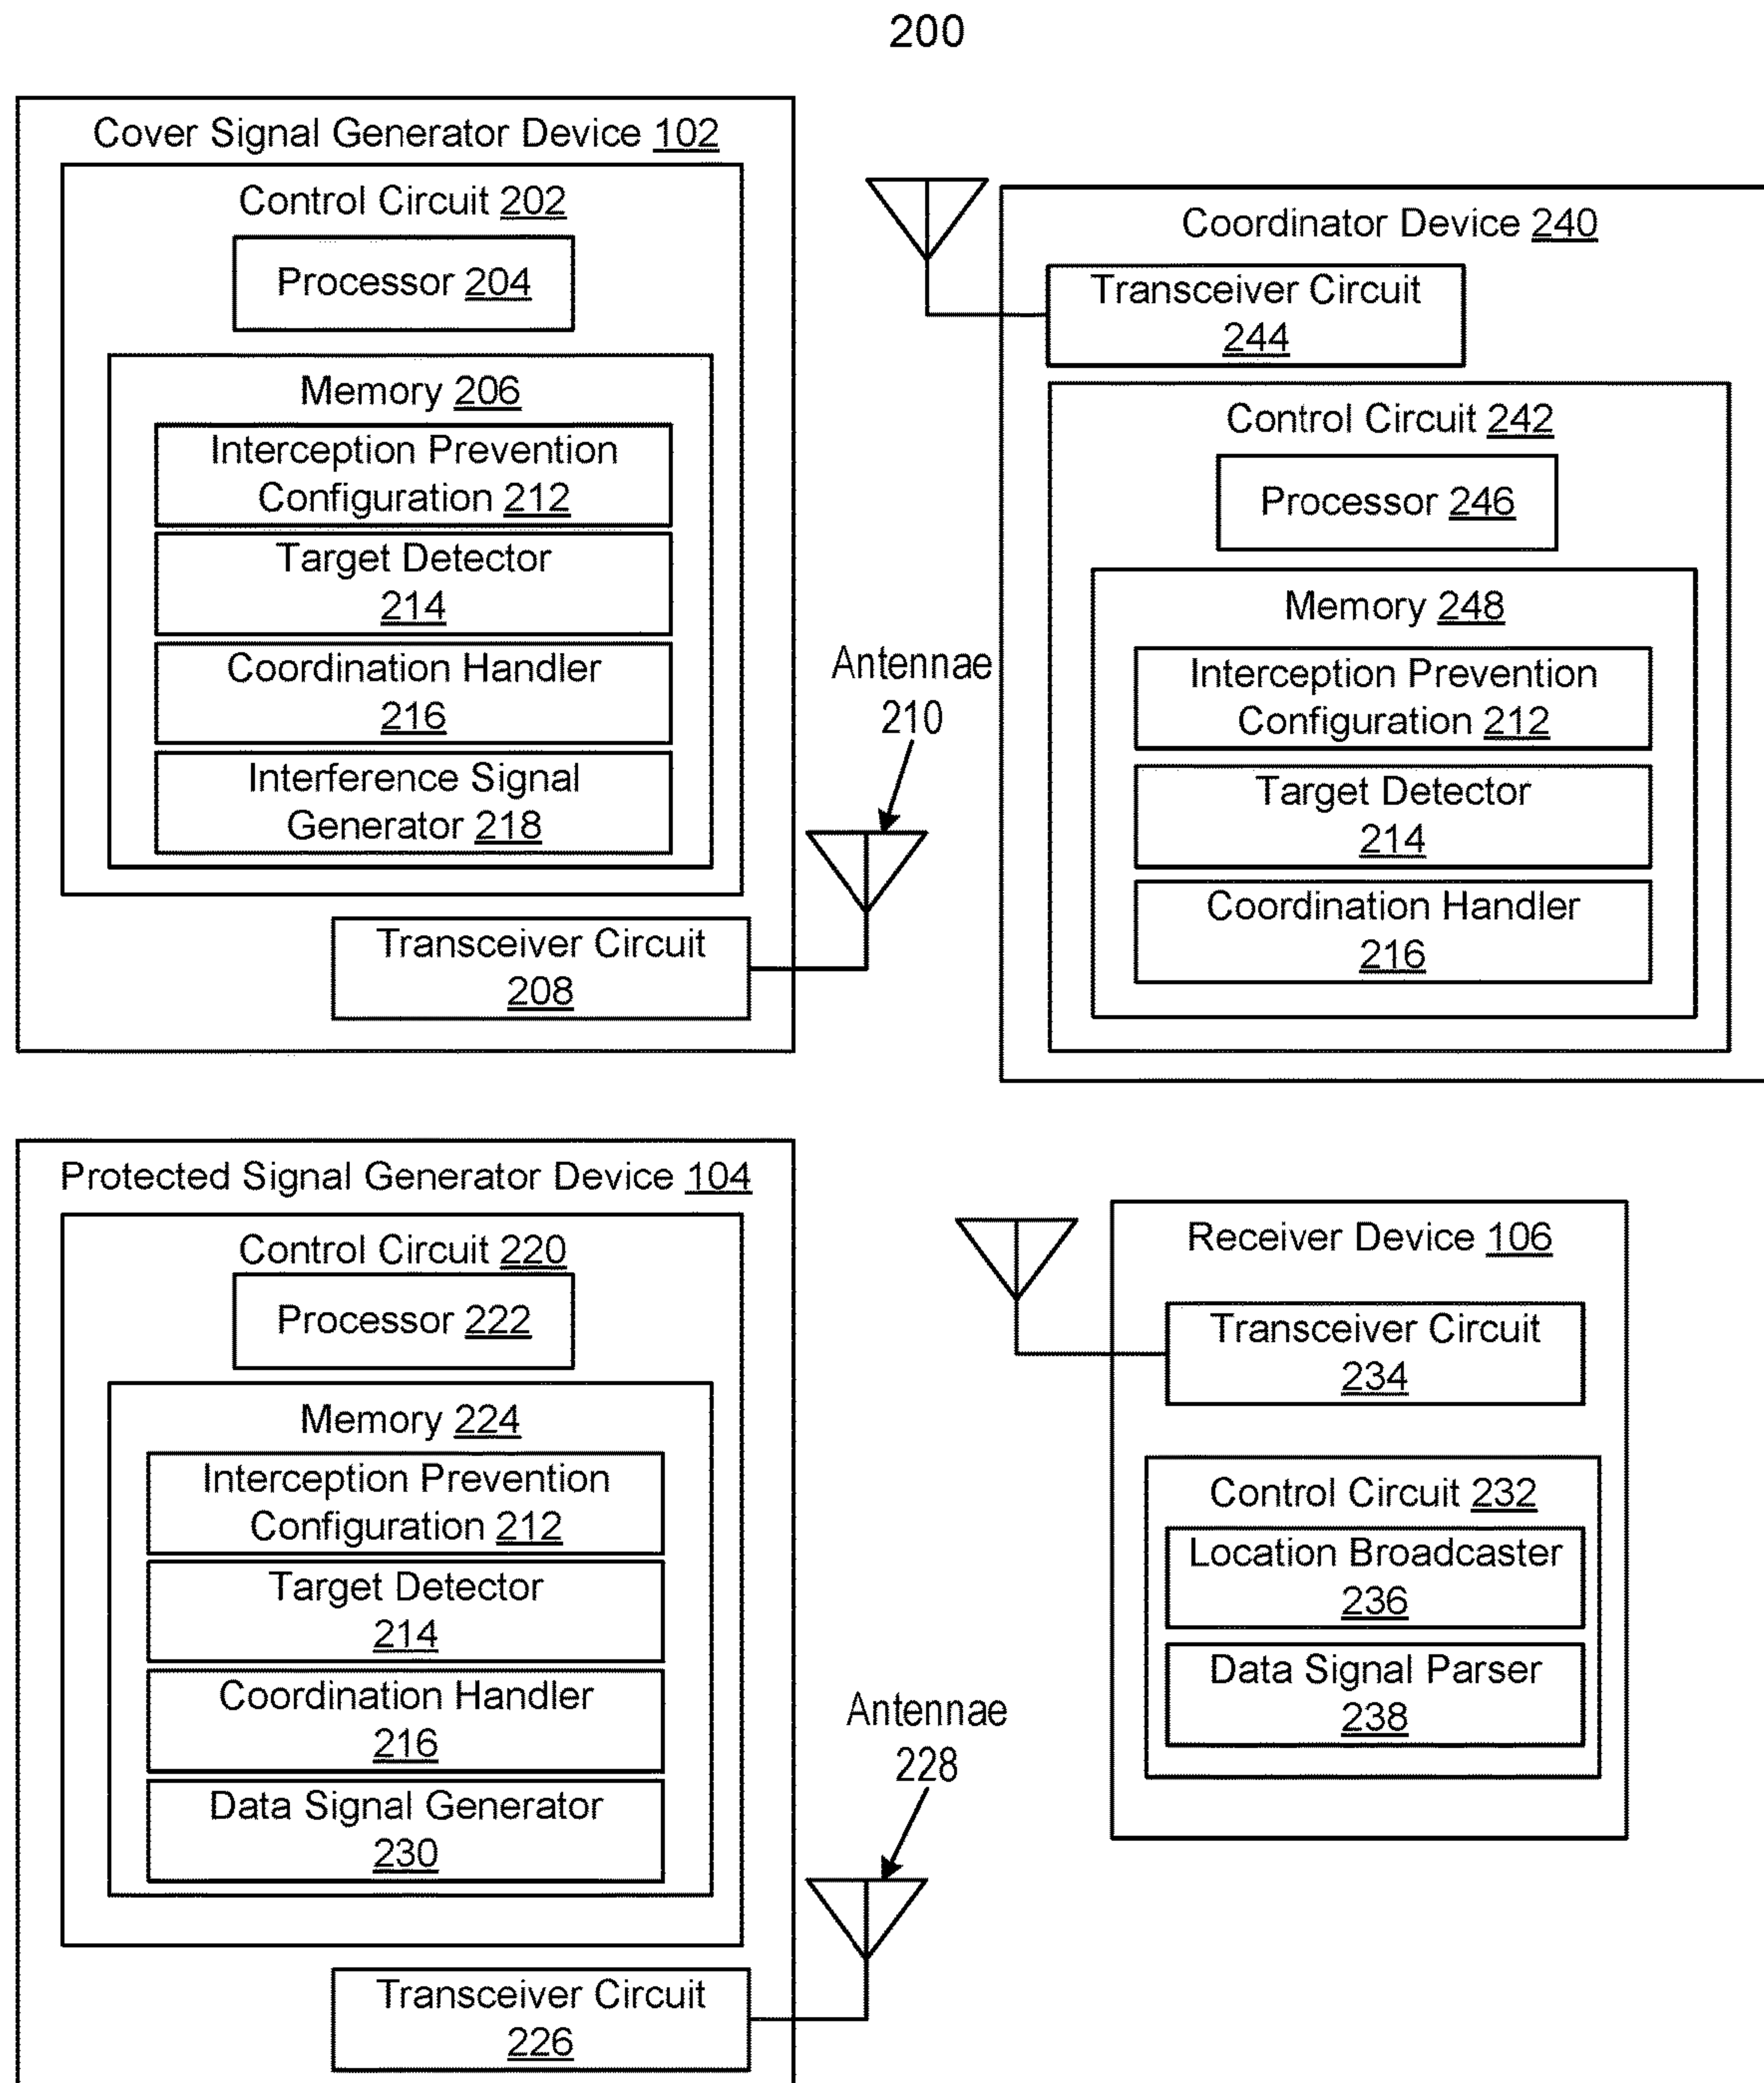 200
Cover Signal Generator Device 102
Control Circuit 202
Processor 204
Memory 206
Interception Prevention
Configuration 212
Target Detector
214
Coordination Handler
216
Interference Signal
Generator 218
Transceiver Circuit
208
Antennae
210
Coordinator Device 240
Transceiver Circuit
244
Control Circuit 242
Processor 246
Memory 248
Interception Prevention
Configuration 212
Target Detector
214
Coordination Handler
216
Protected Signal Generator Device 104
Control Circuit 220
Processor 222
Memory 224
Interception Prevention
Configuration 212
Target Detector
214
Coordination Handler
216
Data Signal Generator
230
Transceiver Circuit
226
Antennae
228
Receiver Device 106
Transceiver Circuit
234
Control Circuit 232
Location Broadcaster
236
Data Signal Parser
238